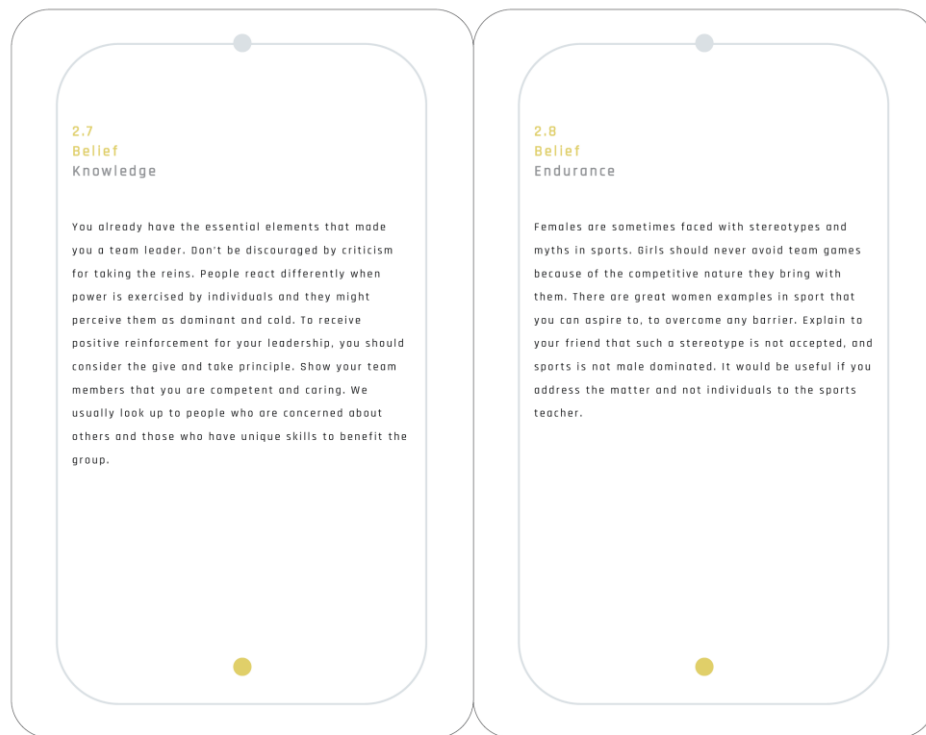 2.7
Belief
Knowledge
You already have the essential elements that made
you a team leader. Don't be discouraged by criticism
for taking the reins. People react differently when
power is exercised by individuals and they might
perceive them as dominant and cold. To receive
positive reinforcement for your leadership, you should
consider the give and take principle. Show your team
members that you are competent and caring. We
usually look up to people who are concerned about
others and those who have unique skills to benefit the
group.
2.8
Belief
Endurance
Females are sometimes faced with stereotypes and
myths in sports. Girls should never avoid team games
because of the competitive nature they bring with
them. There are great women examples in sport that
you can aspire to, to overcome any barrier. Explain to
your friend that such a stereotype is not accepted, and
sports is not male dominated. It would be useful if you
address the matter and not individuals to the sports
teacher.